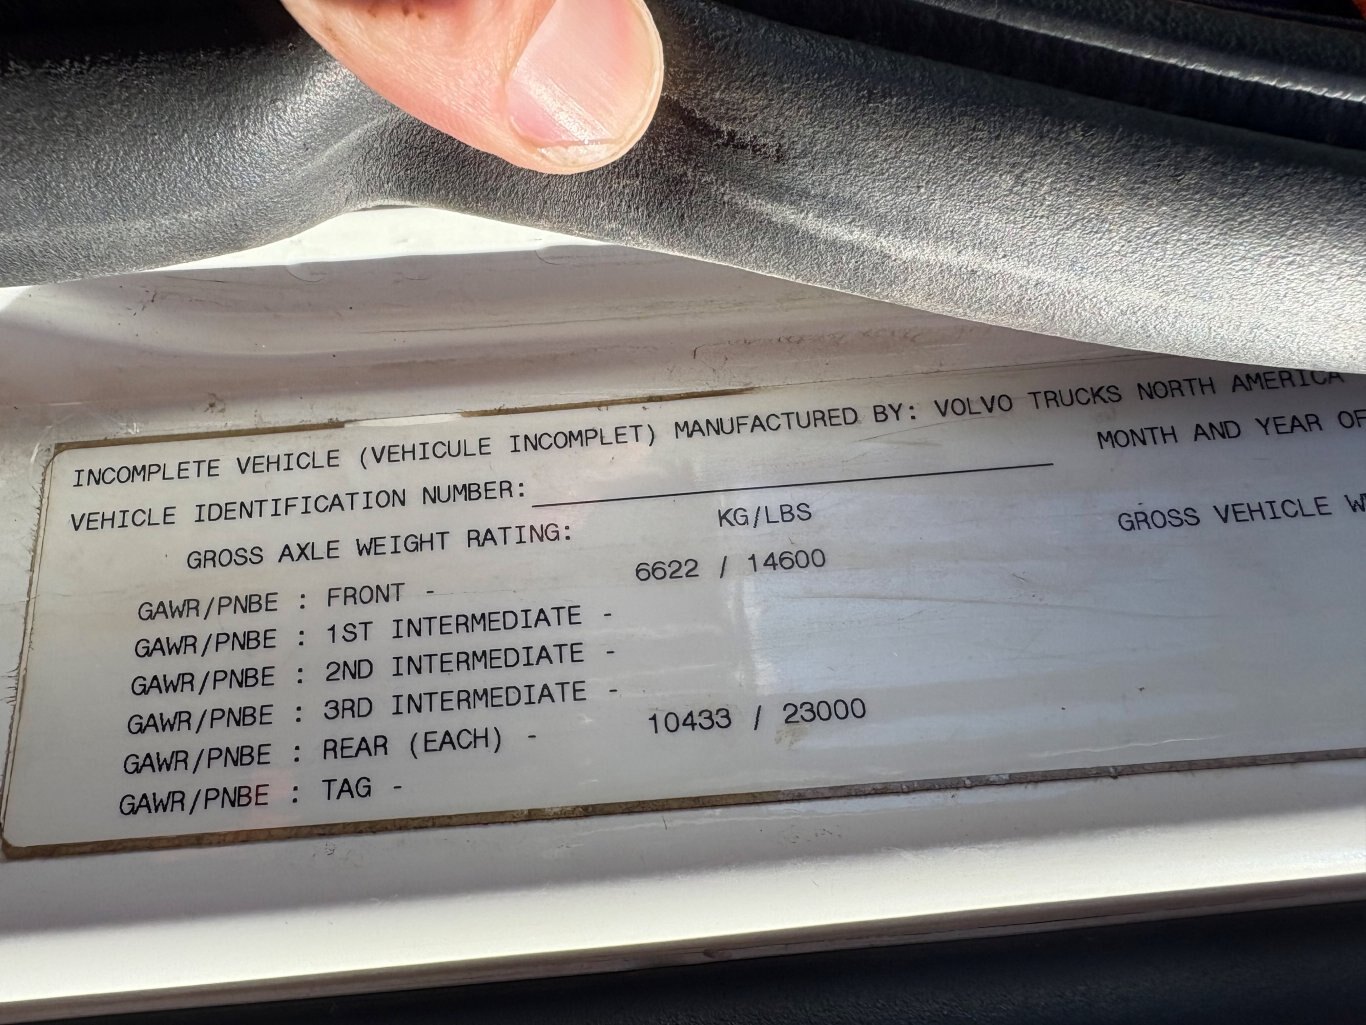 INCOMPLETE VEHICLE (VEHICULE INCOMPLET) MANUFACTURED BY: VOLVO TRUCKS NORTH AMERICA
VEHICLE IDENTIFICATION NUMBER: MONTH AND YEAR OF
GROSS AXLE WEIGHT RATING: KG/LBS GROSS VEHICLE
GAWR/PNBE : FRONT - 6622 / 14600
GAWR/PNBE : 1ST INTERMEDIATE -
GAWR/PNBE : 2ND INTERMEDIATE -
GAWR/PNBE : 3RD INTERMEDIATE -
GAWR/PNBE : REAR (EACH) - 10433 / 23000
GAWR/PNBE : TAG -